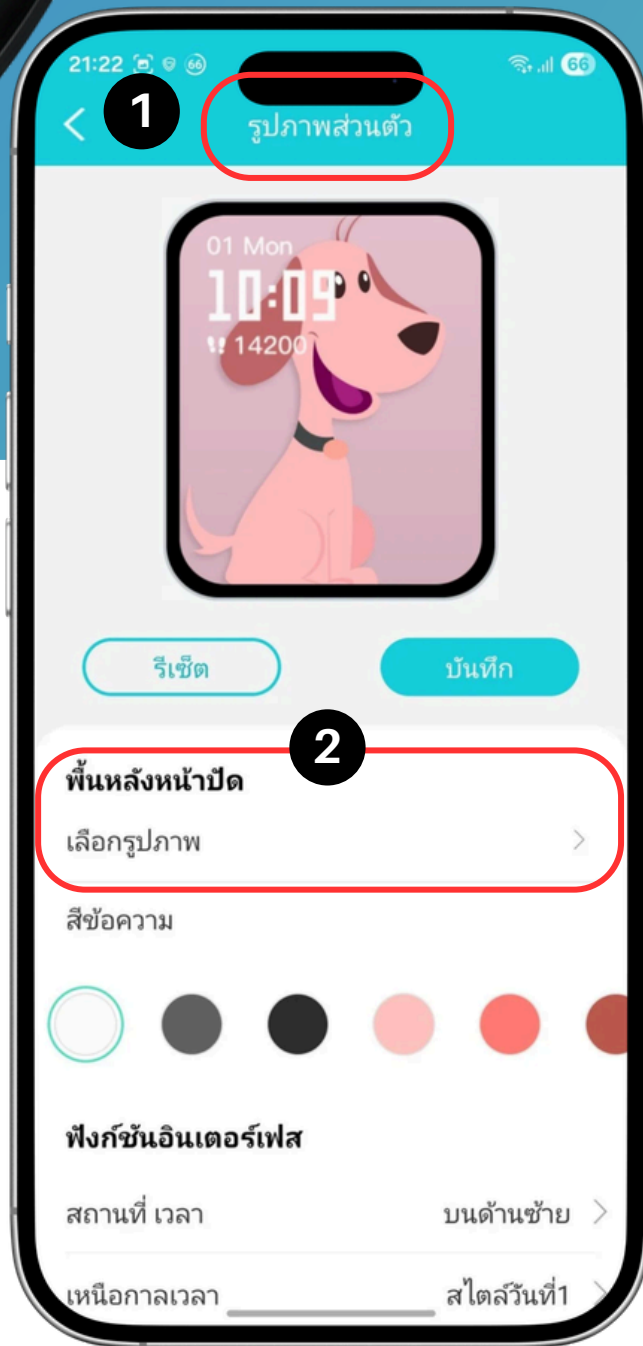 21:22 66 66
1
รูปภาพส่วนตัว
01 Mon
10:09
14200
รีเซ็ต
บันทึก
2
พื้นหลังหน้าปัด
เลือกรูปภาพ
สีข้อความ
ฟังก์ชันอินเตอร์เฟส
สถานที่ เวลา บนด้านซ้าย
เหนือกาลเวลา สไตล์วันที่1